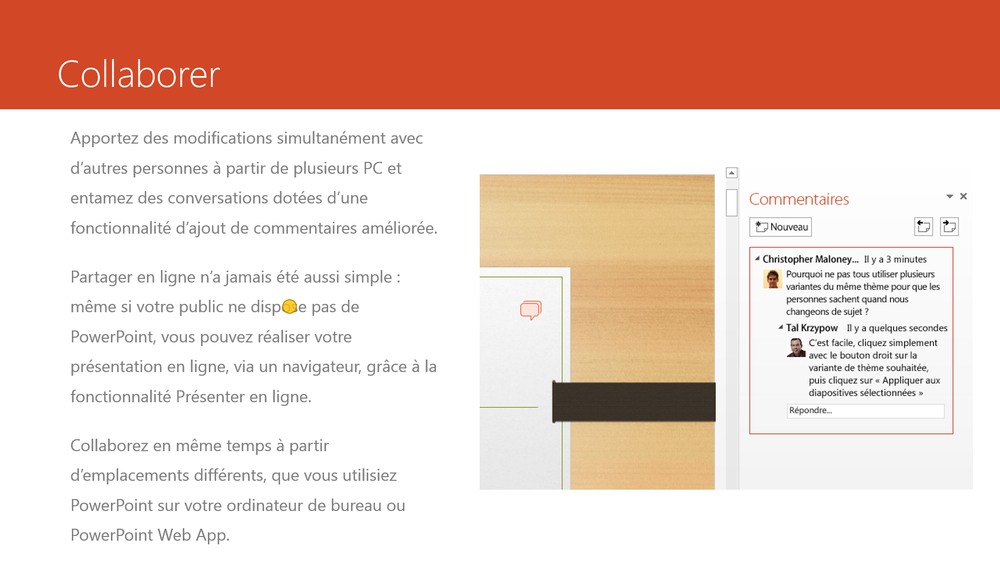 Collaborer
Apportez des modifications simultanément avec
d’autres personnes à partir de plusieurs PC et
entamez des conversations dotées d’une
fonctionnalité d’ajout de commentaires améliorée.
Partager en ligne n’a jamais été aussi simple :
même si votre public ne dispose pas de
PowerPoint, vous pouvez réaliser votre
présentation en ligne, via un navigateur, grâce à la
fonctionnalité Présenter en ligne.
Collaborez en même temps à partir
d’emplacements différents, que vous utilisiez
PowerPoint sur votre ordinateur de bureau ou
PowerPoint Web App.
Commentaires
Nouveau
Christopher Maloney... Il y a 3 minutes
Pourquoi ne pas tous utiliser plusieurs
variantes du même thème pour que les
personnes sachent quand nous
changeons de sujet ?
Tal Krzypow Il y a quelques secondes
C’est facile, cliquez simplement
avec le bouton droit sur la
variante de thème souhaitée,
puis cliquez sur « Appliquer aux
diapositives sélectionnées »
Répondre...